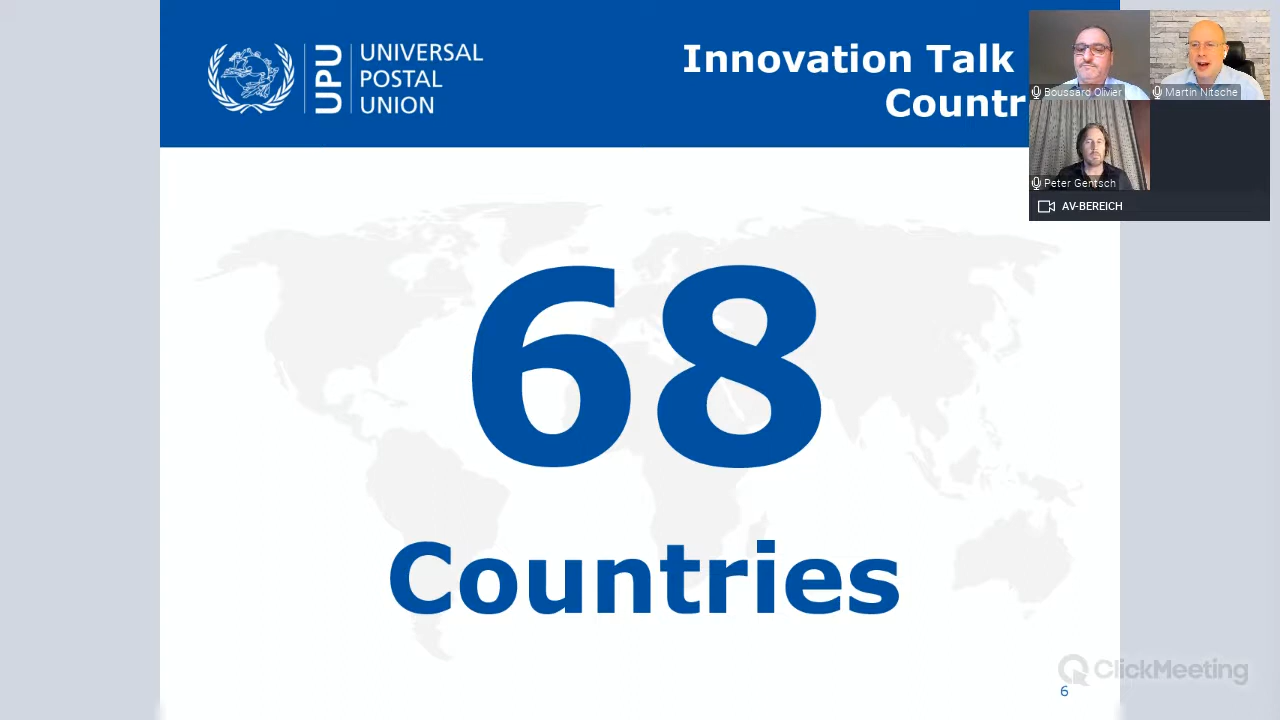 UPU
UNIVERSAL
POSTAL
UNION
Innovation Talk
Countr
Boussard Olivier
Martin Nitsche
Peter Gentsch
AV-BEREICH
68
Countries
ClickMeeting
6